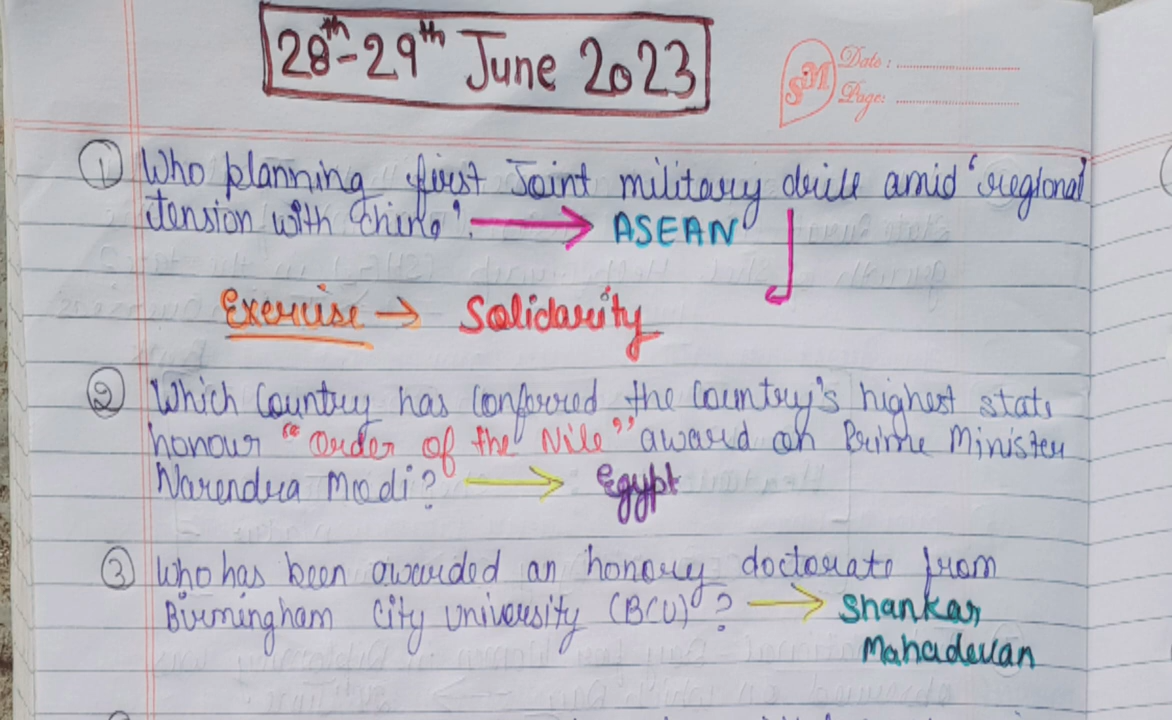 28th-29th June 2023
SM
Date:
Page:
① Who planning first Joint military drill amid 'regional
tension with China'? → ASEAN
Exercise → Solidarity
② Which Country has Conferred the Country's highest state
honour "Order of the Nile" award on Prime Minister
Narendra Modi? → Egypt
③ Who has been awarded an honory doctorate from
Birmingham City University (BCU)? → Shankar
Mahadevan